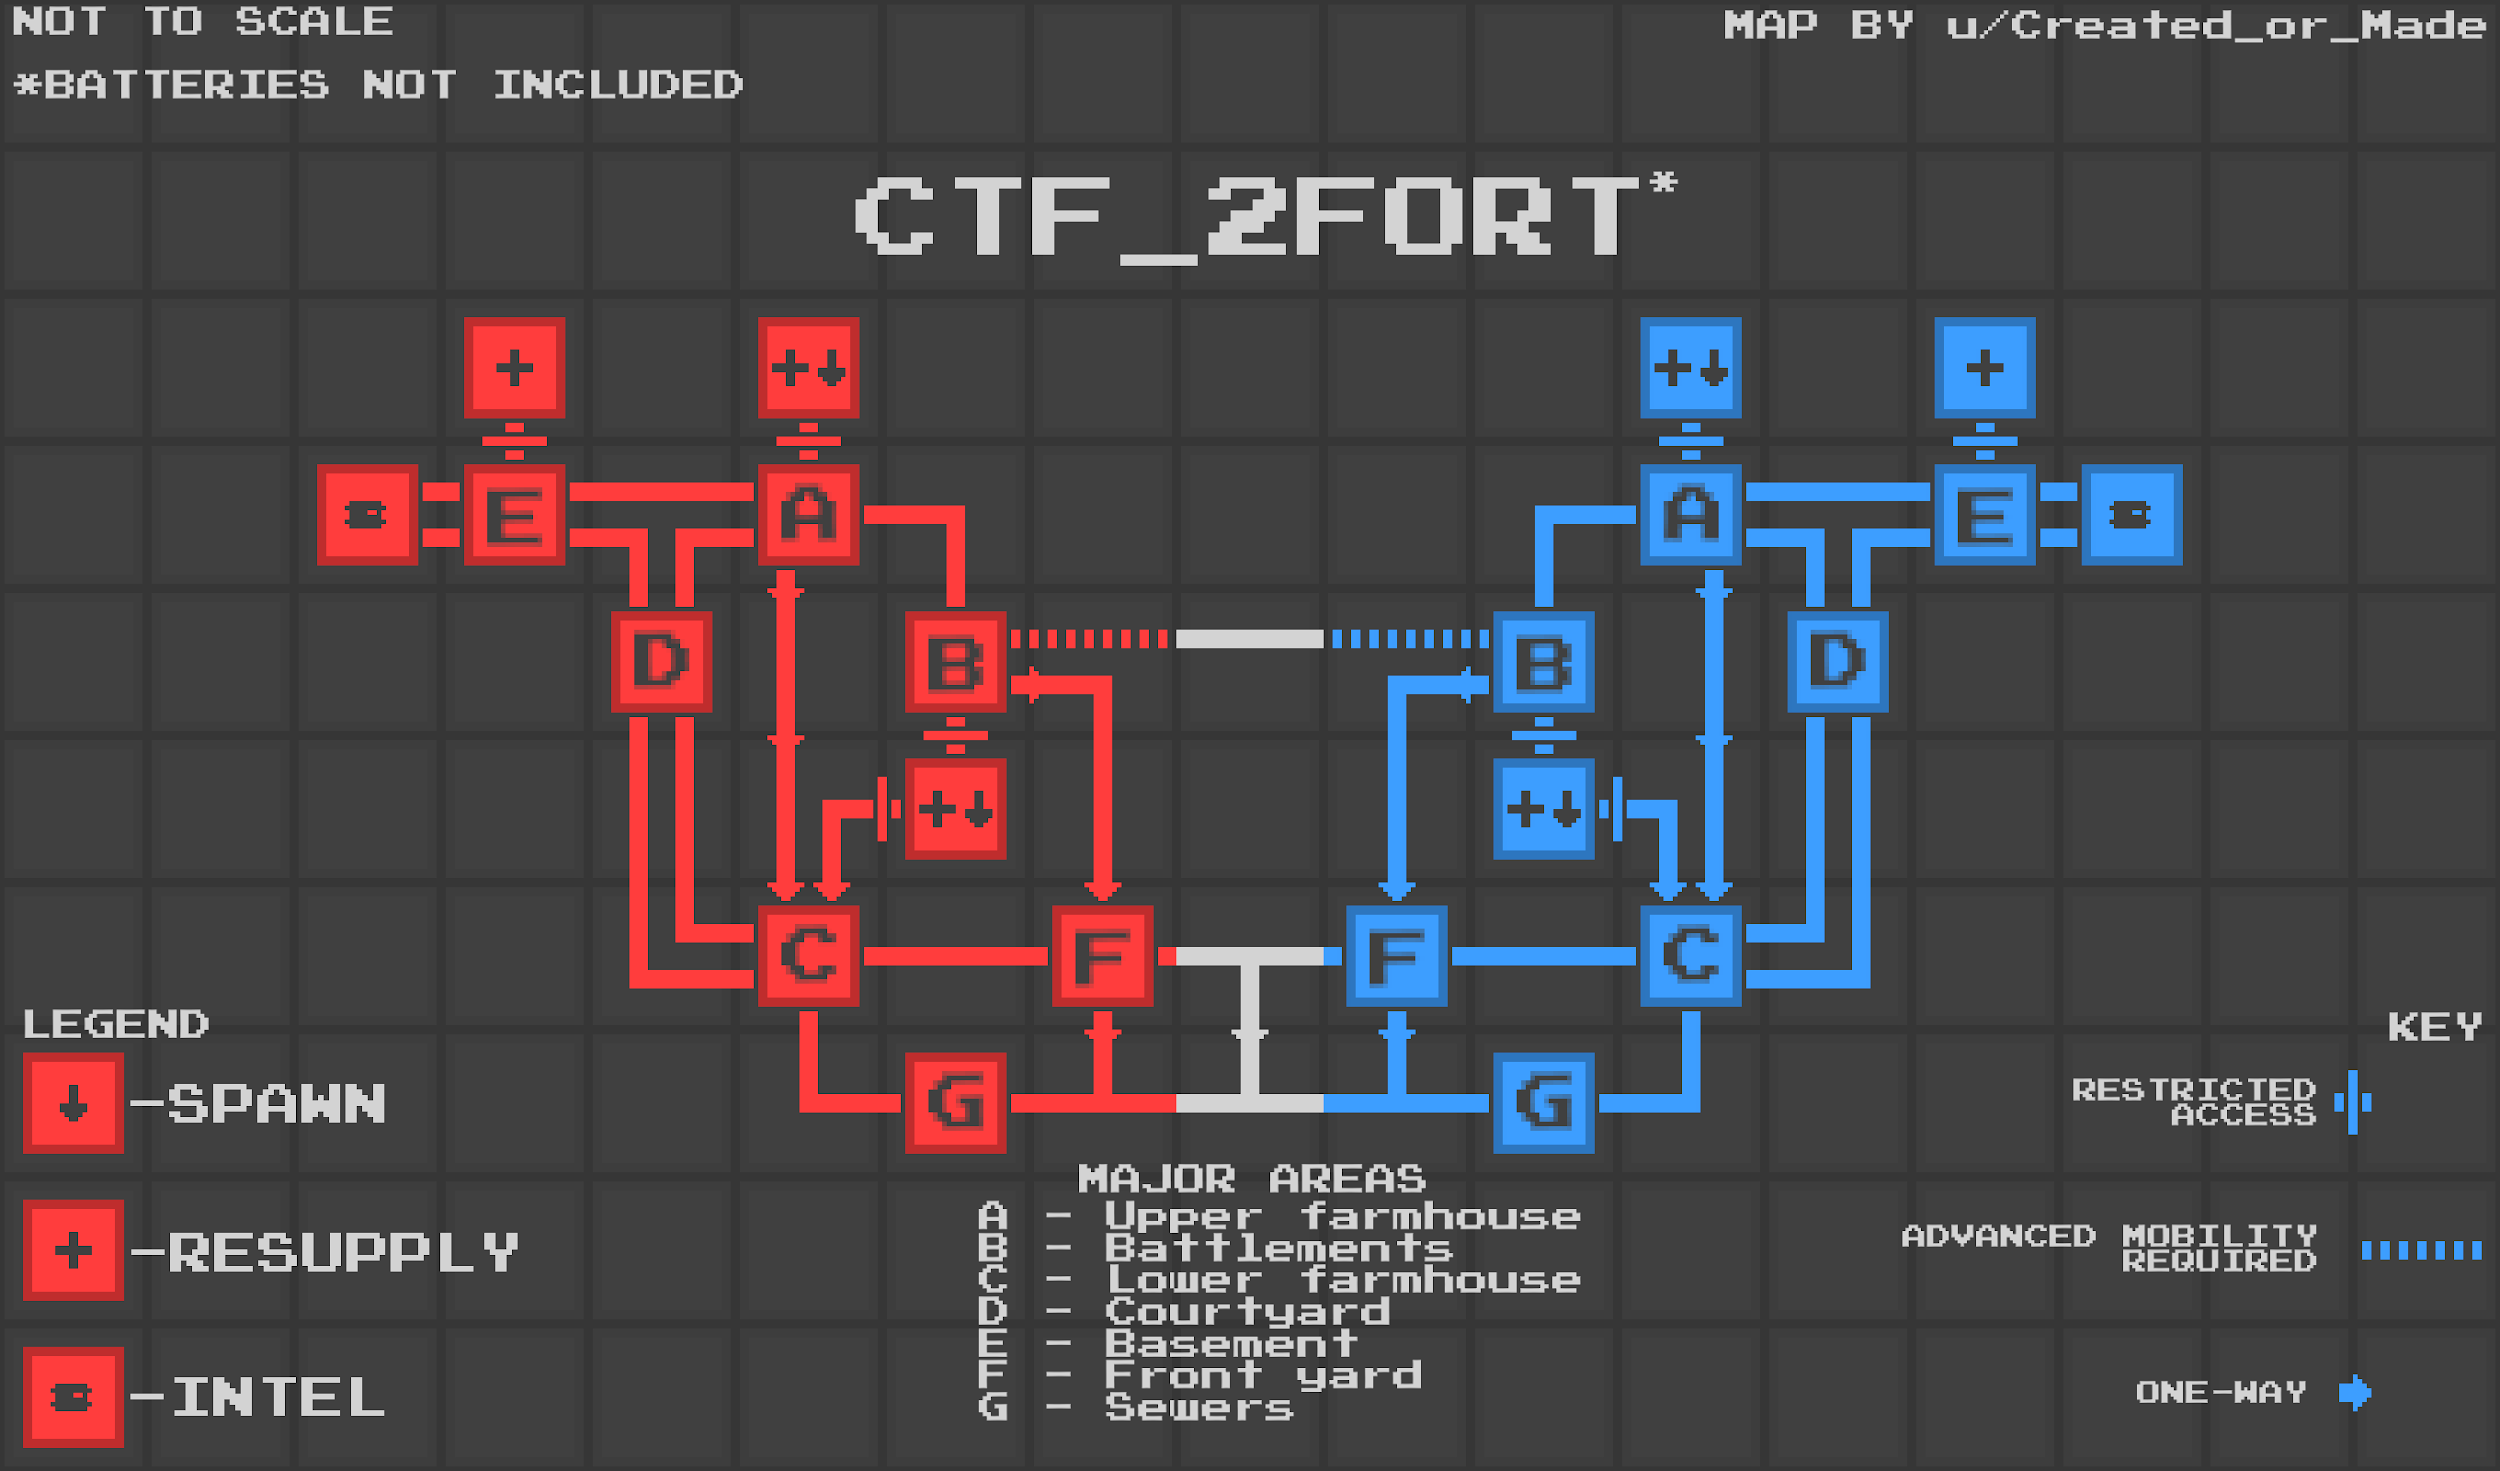 NOT TO SCALE
MAP BY u/Created_or_Made
*BATTERIES NOT INCLUDED
CTF_2FORT*
+
+↓
+↓
+
E
A
A
E
D
B
B
D
+↓
+↓
C
F
F
C
G
G
LEGEND
↓-SPAWN
+-RESUPPLY
-INTEL
MAJOR AREAS
A - Upper farmhouse
B - Battlements
C - Lower farmhouse
D - Courtyard
E - Basement
F - Front yard
G - Sewers
KEY
RESTRICTED
ACCESS
ADVANCED MOBILITY
REQUIRED
ONE-WAY